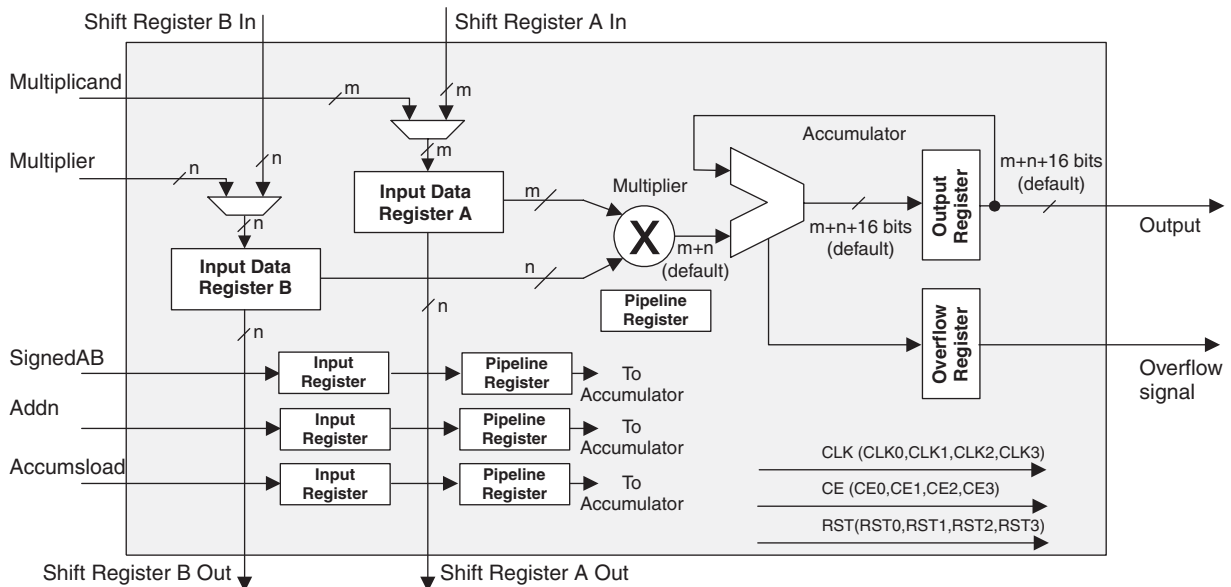 Shift Register B In
Shift Register A In
Multiplicand
m
m
Multiplier
n
n
m
Input Data
Register A
m
n
Input Data
Register B
n
n
n
Multiplier
X
m+n
(default)
Pipeline
Register
Accumulator
m+n+16 bits
(default)
Output
Register
m+n+16 bits
(default)
Output
Overflow
Register
Overflow
signal
SignedAB
Input
Register
Pipeline
Register
To
Accumulator
Addn
Input
Register
Pipeline
Register
To
Accumulator
Accumsload
Input
Register
Pipeline
Register
To
Accumulator
CLK (CLK0,CLK1,CLK2,CLK3)
CE (CE0,CE1,CE2,CE3)
RST(RST0,RST1,RST2,RST3)
Shift Register B Out
Shift Register A Out